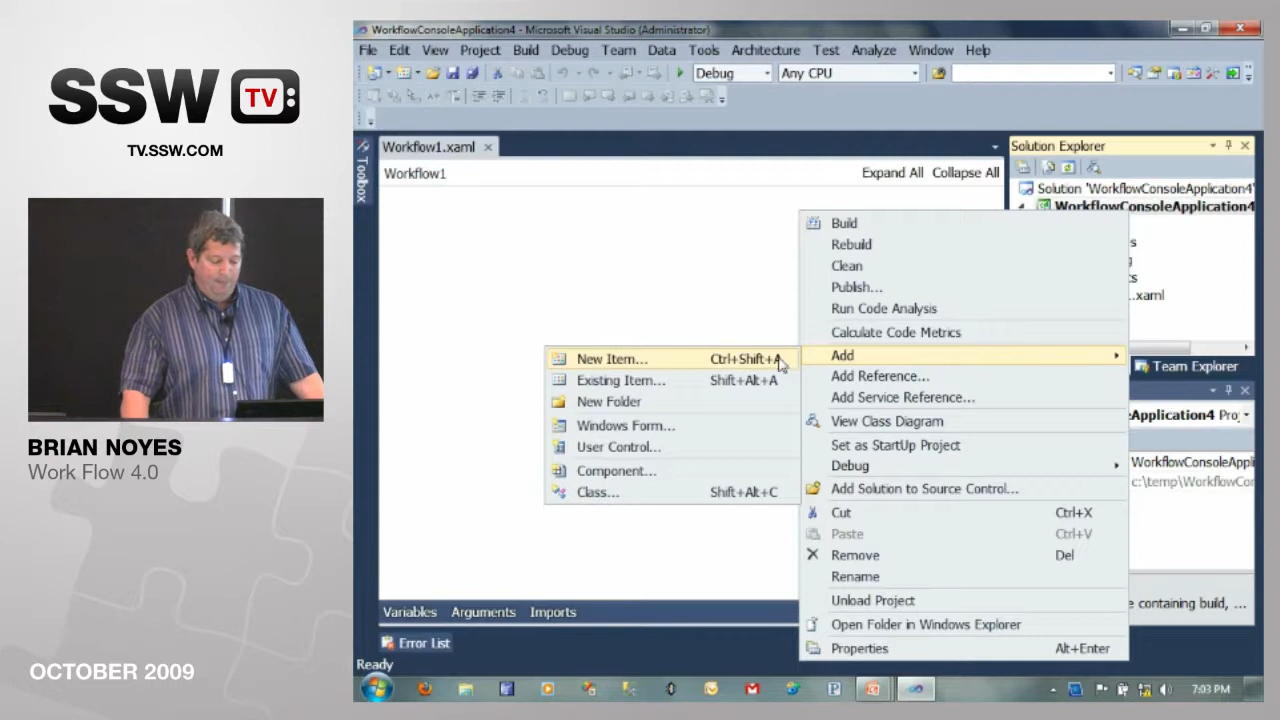 SSW TV:
TV.SSW.COM
BRIAN NOYES
Work Flow 4.0
OCTOBER 2009
WorkflowConsoleApplication4 - Microsoft Visual Studio (Administrator)
File Edit View Project Build Debug Team Data Tools Architecture Test Analyze Window Help
Debug Any CPU
Toolbox
Workflow1.xaml
Workflow1 Expand All Collapse All
Solution Explorer
Solution 'WorkflowConsoleApplication4'
WorkflowConsoleApplication4
.xaml
Team Explorer
Application4 Proj
WorkflowConsoleAppli
c:\temp\WorkflowCon
e containing build, ...
Build
Rebuild
Clean
Publish...
Run Code Analysis
Calculate Code Metrics
Add
Add Reference...
Add Service Reference...
View Class Diagram
Set as StartUp Project
Debug
Add Solution to Source Control...
Cut Ctrl+X
Paste Ctrl+V
Remove Del
Rename
Unload Project
Open Folder in Windows Explorer
Properties Alt+Enter
New Item... Ctrl+Shift+A
Existing Item... Shift+Alt+A
New Folder
Windows Form...
User Control...
Component...
Class... Shift+Alt+C
Variables Arguments Imports
Error List
Ready
7:03 PM